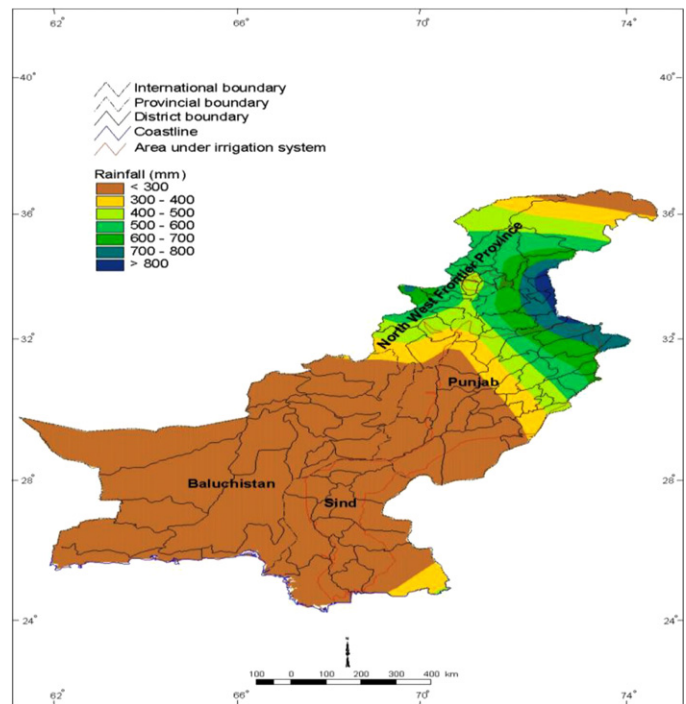 62°
66°
70°
74°
40°
40°
International boundary
Provincial boundary
District boundary
Coastline
Area under irrigation system
Rainfall (mm)
< 300
300 - 400
400 - 500
500 - 600
600 - 700
700 - 800
> 800
36°
36°
North West Frontier Province
32°
32°
Punjab
28°
28°
Baluchistan
Sind
24°
24°
100 0 100 200 300 400 km
62°
66°
70°
74°